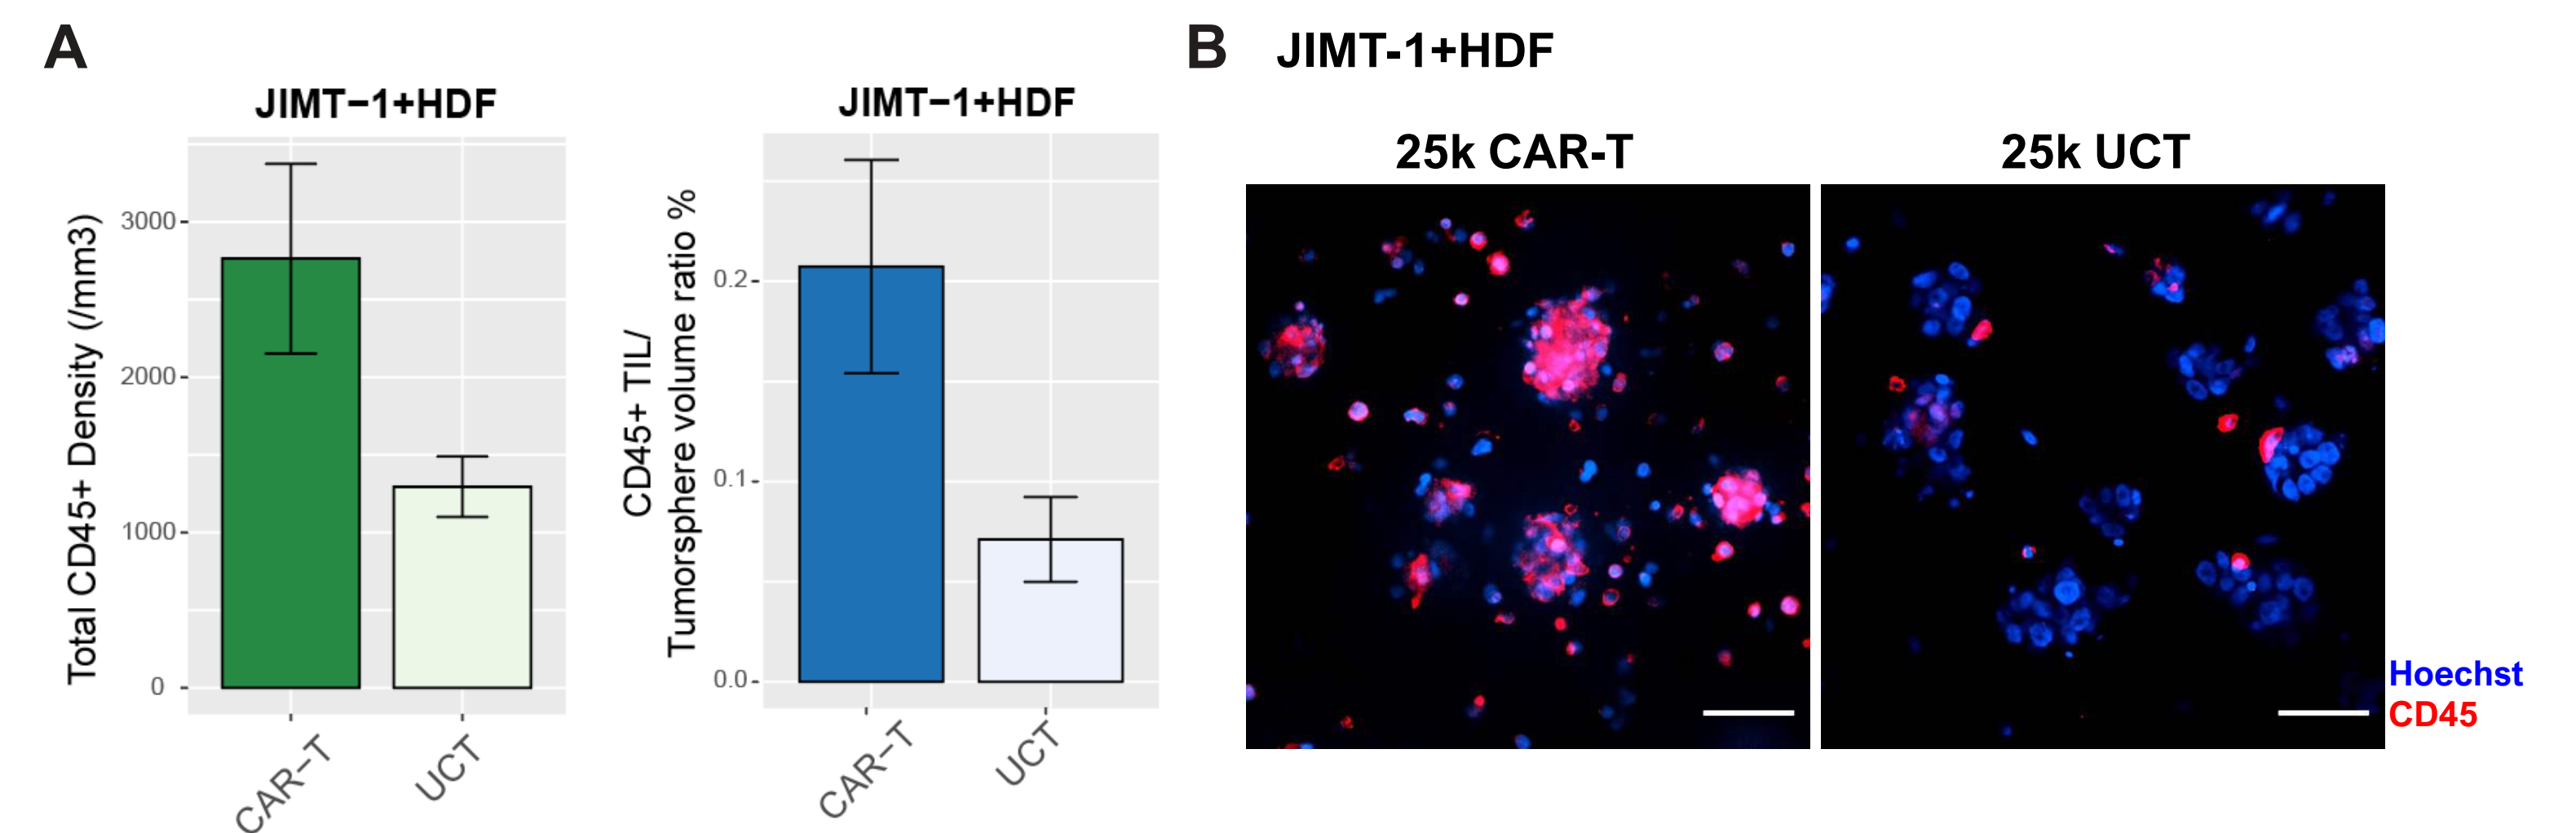 A
JIMT−1+HDF
Total CD45+ Density (/mm3)
3000
2000
1000
0
CAR−T
UCT
JIMT−1+HDF
CD45+ TIL/
Tumorsphere volume ratio %
0.2
0.1
0.0
CAR−T
UCT
B
JIMT-1+HDF
25k CAR-T
25k UCT
Hoechst
CD45